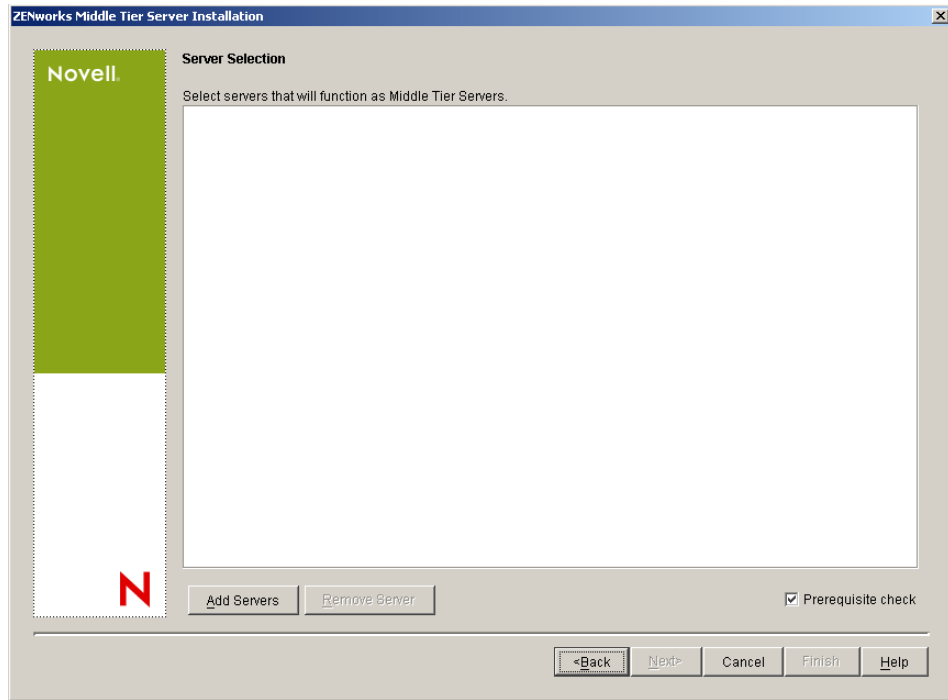 ZENworks Middle Tier Server Installation
Novell.
Server Selection
Select servers that will function as Middle Tier Servers.
N
Add Servers
Remove Server
Prerequisite check
<Back
Next>
Cancel
Finish
Help